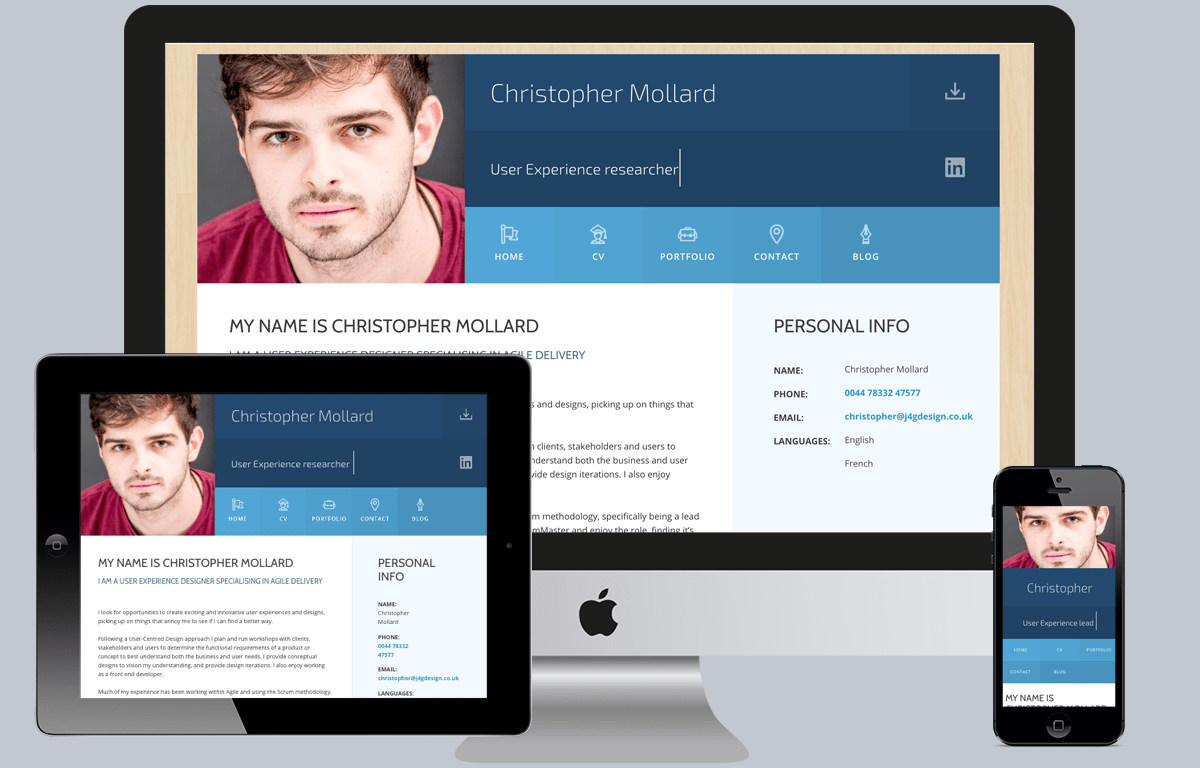 Christopher Mollard
User Experience researcher
in
HOME CV PORTFOLIO CONTACT BLOG
MY NAME IS CHRISTOPHER MOLLARD
I AM A USER EXPERIENCE DESIGNER SPECIALISING IN AGILE DELIVERY
s and designs, picking up on things that
n clients, stakeholders and users to
nderstand both the business and user
vide design iterations. I also enjoy
m methodology, specifically being a lead
mMaster and enjoy the role, finding it's
PERSONAL INFO
NAME: Christopher Mollard
PHONE: 0044 78332 47577
EMAIL: christopher@j4gdesign.co.uk
LANGUAGES: English
French
Christopher Mollard
User Experience researcher
in
HOME CV PORTFOLIO CONTACT BLOG
MY NAME IS CHRISTOPHER MOLLARD
I AM A USER EXPERIENCE DESIGNER SPECIALISING IN AGILE DELIVERY
I look for opportunities to create exciting and innovative user experiences and designs,
picking up on things that annoy me to see if I can find a better way.
Following a User-Centred Design approach I plan and run workshops with clients,
stakeholders and users to determine the functional requirements of a product or
concept to best understand both the business and user needs. I provide conceptual
designs to vision my understanding, and provide design iterations. I also enjoy working
as a front end developer.
Much of my experience has been working within Agile and using the Scrum methodology,
PERSONAL
INFO
NAME:
Christopher
Mollard
PHONE:
0044 78332
47577
EMAIL:
christopher@j4gdesign.co.uk
LANGUAGES:
Christopher
User Experience lead
HOME CV PORTFOLIO
CONTACT BLOG
MY NAME IS
CHRISTOPHER MOLLARD